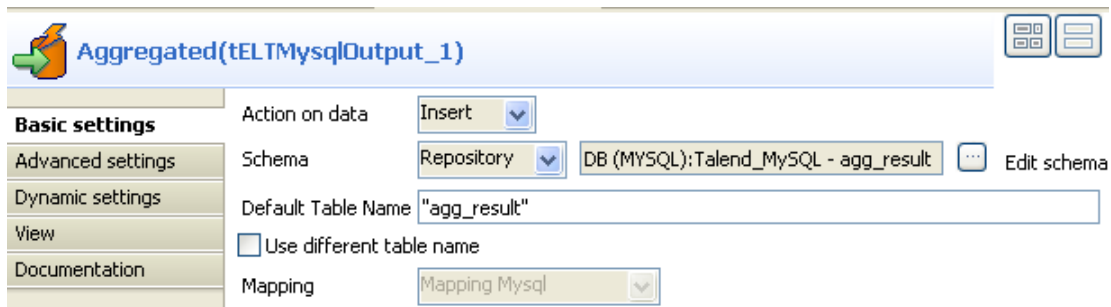 Aggregated(tELTMysqlOutput_1)
Basic settings
Advanced settings
Dynamic settings
View
Documentation
Action on data Insert
Schema Repository DB (MYSQL):Talend_MySQL - agg_result ... Edit schema
Default Table Name "agg_result"
Use different table name
Mapping Mapping Mysql